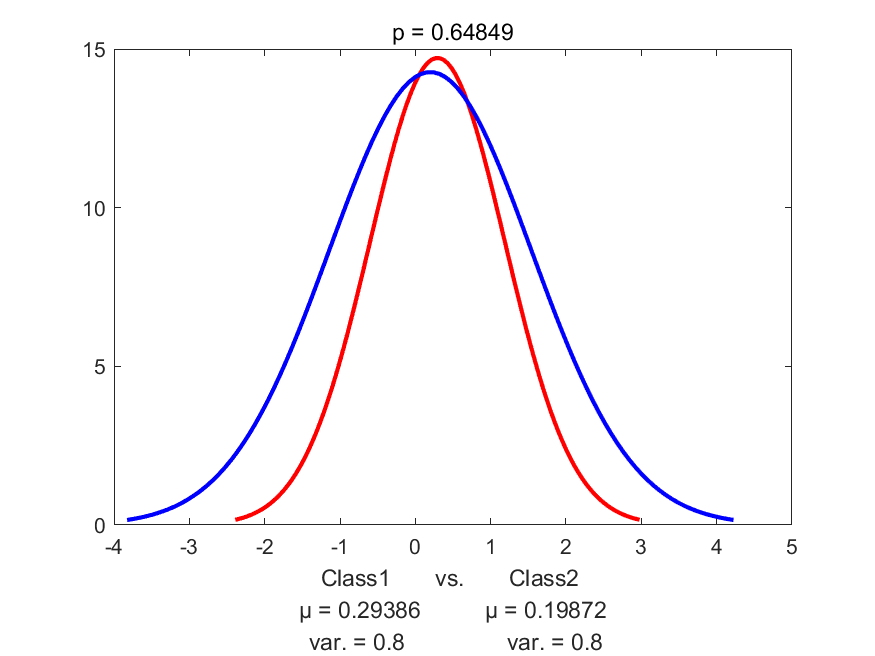 p = 0.64849
15
10
5
0
-4 -3 -2 -1 0 1 2 3 4 5
Class1 vs. Class2
μ = 0.29386 μ = 0.19872
var. = 0.8 var. = 0.8